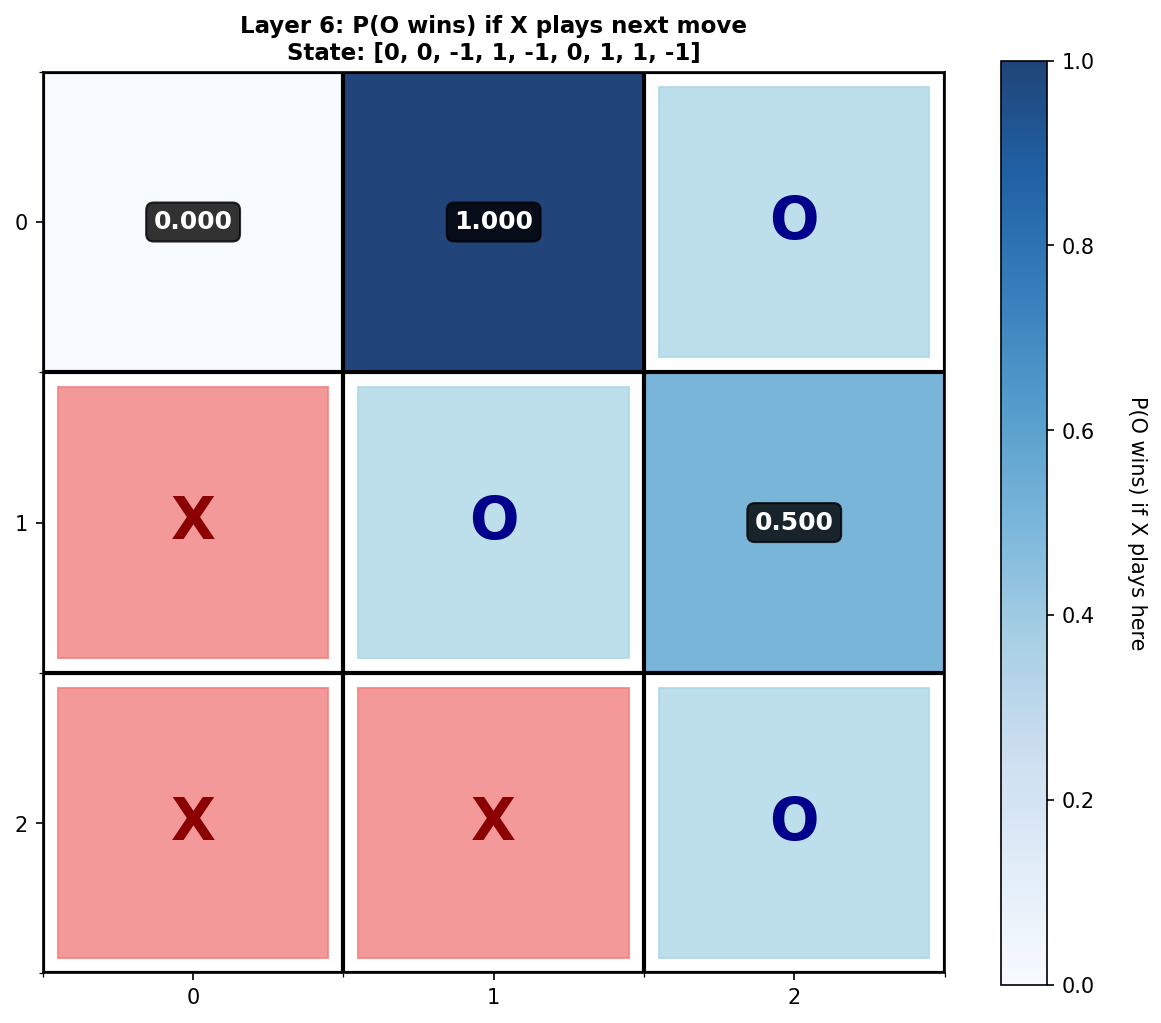 Layer 6: P(O wins) if X plays next move
State: [0, 0, -1, 1, -1, 0, 1, 1, -1]
0 0.000 1.000 O
1 X O 0.500
2 X X O
0 1 2
1.0
0.8
0.6
0.4
0.2
0.0
P(O wins) if X plays here